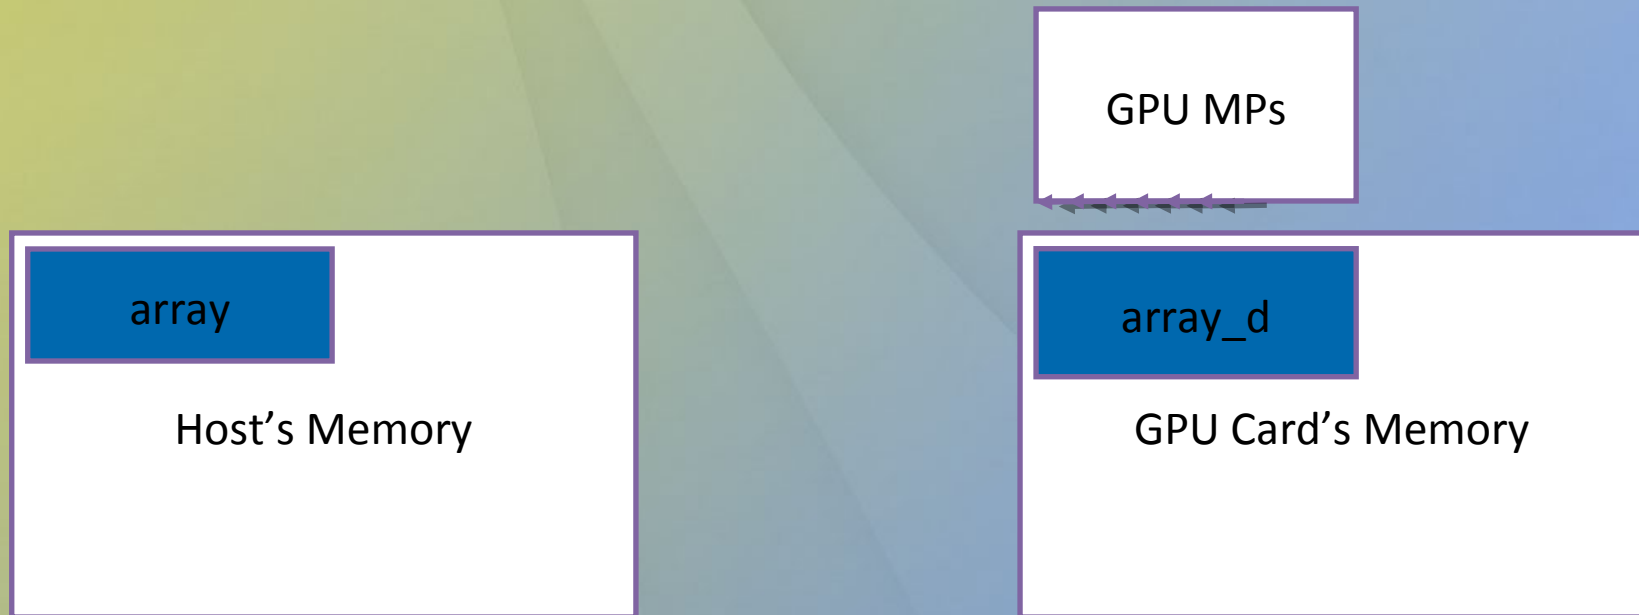 GPU MPs
array
array_d
Host’s Memory
GPU Card’s Memory